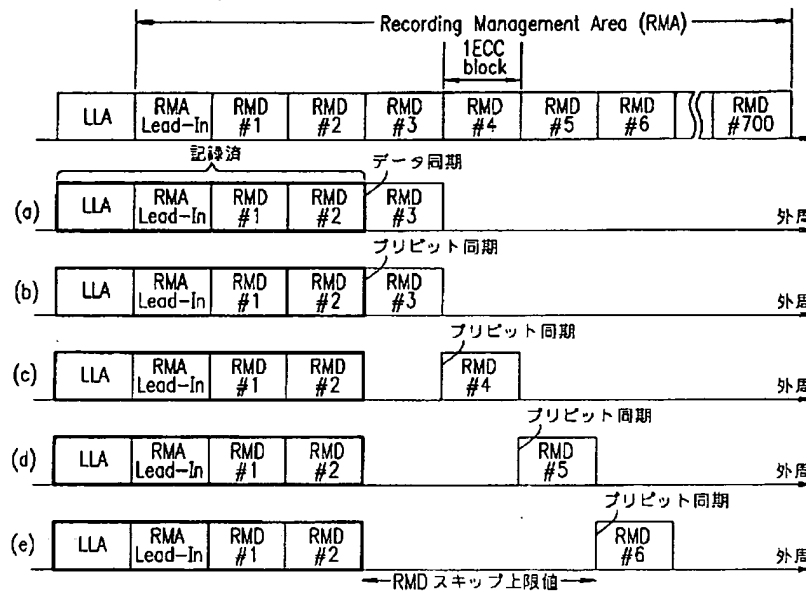 Recording Management Area (RMA)
1ECC
block
LLA
RMA
Lead-In
RMD
#1
RMD
#2
RMD
#3
RMD
#4
RMD
#5
RMD
#6
RMD
#700
記録済
データ同期
(a)
LLA
RMA
Lead-In
RMD
#1
RMD
#2
RMD
#3
外周
プリピット同期
(b)
LLA
RMA
Lead-In
RMD
#1
RMD
#2
RMD
#3
外周
プリピット同期
(c)
LLA
RMA
Lead-In
RMD
#1
RMD
#2
RMD
#4
外周
プリピット同期
(d)
LLA
RMA
Lead-In
RMD
#1
RMD
#2
RMD
#5
外周
プリピット同期
(e)
LLA
RMA
Lead-In
RMD
#1
RMD
#2
RMD
#6
外周
RMDスキップ上限値